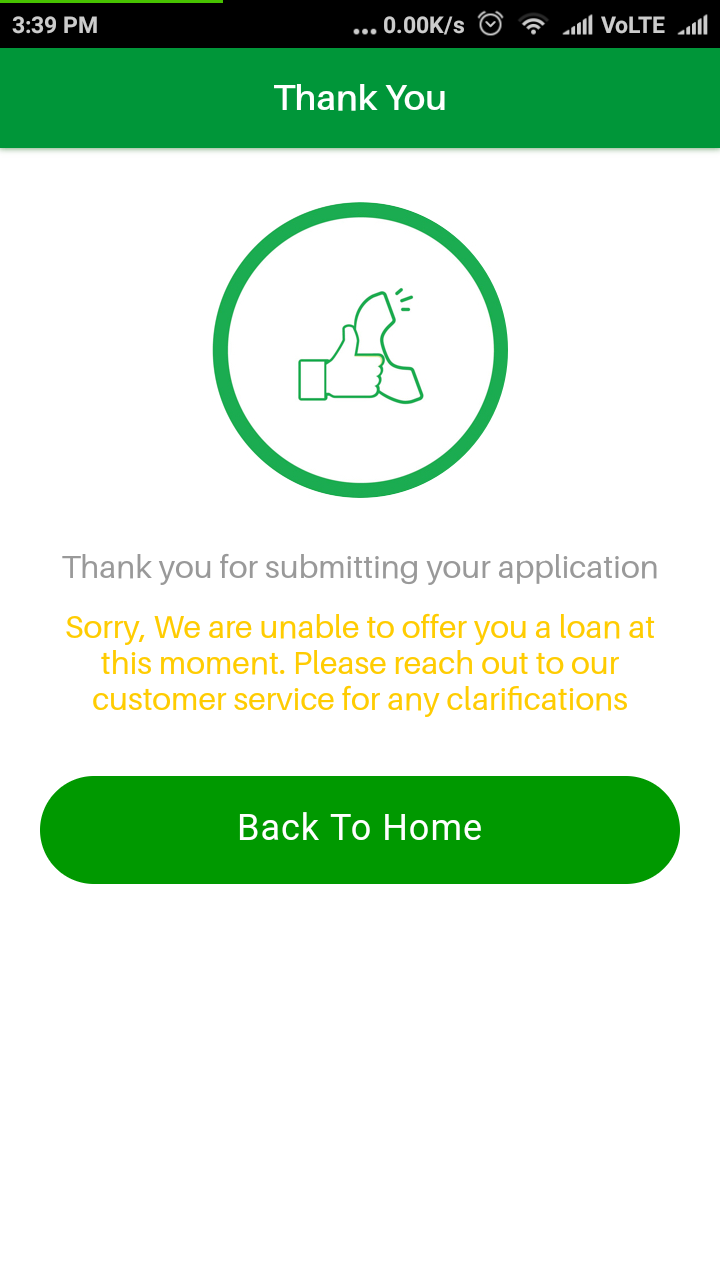 3:39 PM ... 0.00K/s VoLTE
Thank You
Thank you for submitting your application
Sorry, We are unable to offer you a loan at
this moment. Please reach out to our
customer service for any clarifications
Back To Home